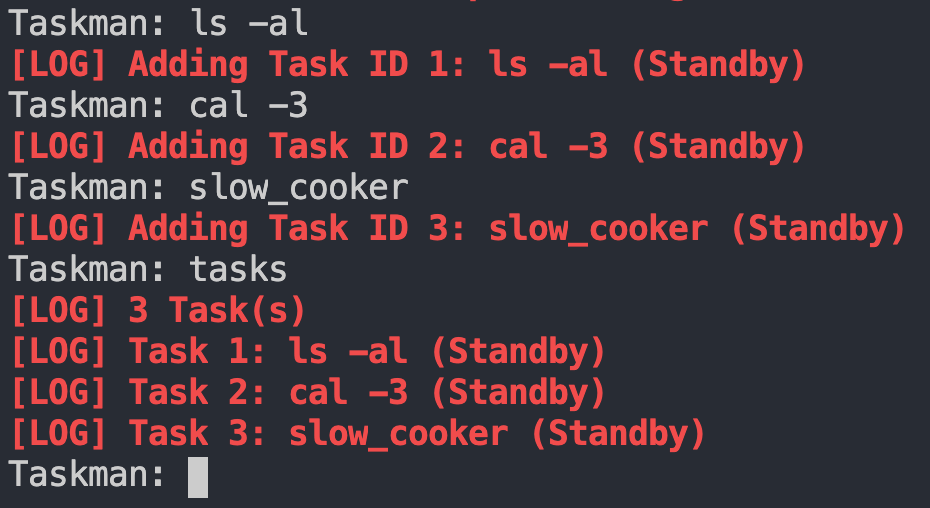 Taskman: ls -al
[LOG] Adding Task ID 1: ls -al (Standby)
Taskman: cal -3
[LOG] Adding Task ID 2: cal -3 (Standby)
Taskman: slow_cooker
[LOG] Adding Task ID 3: slow_cooker (Standby)
Taskman: tasks
[LOG] 3 Task(s)
[LOG] Task 1: ls -al (Standby)
[LOG] Task 2: cal -3 (Standby)
[LOG] Task 3: slow_cooker (Standby)
Taskman: